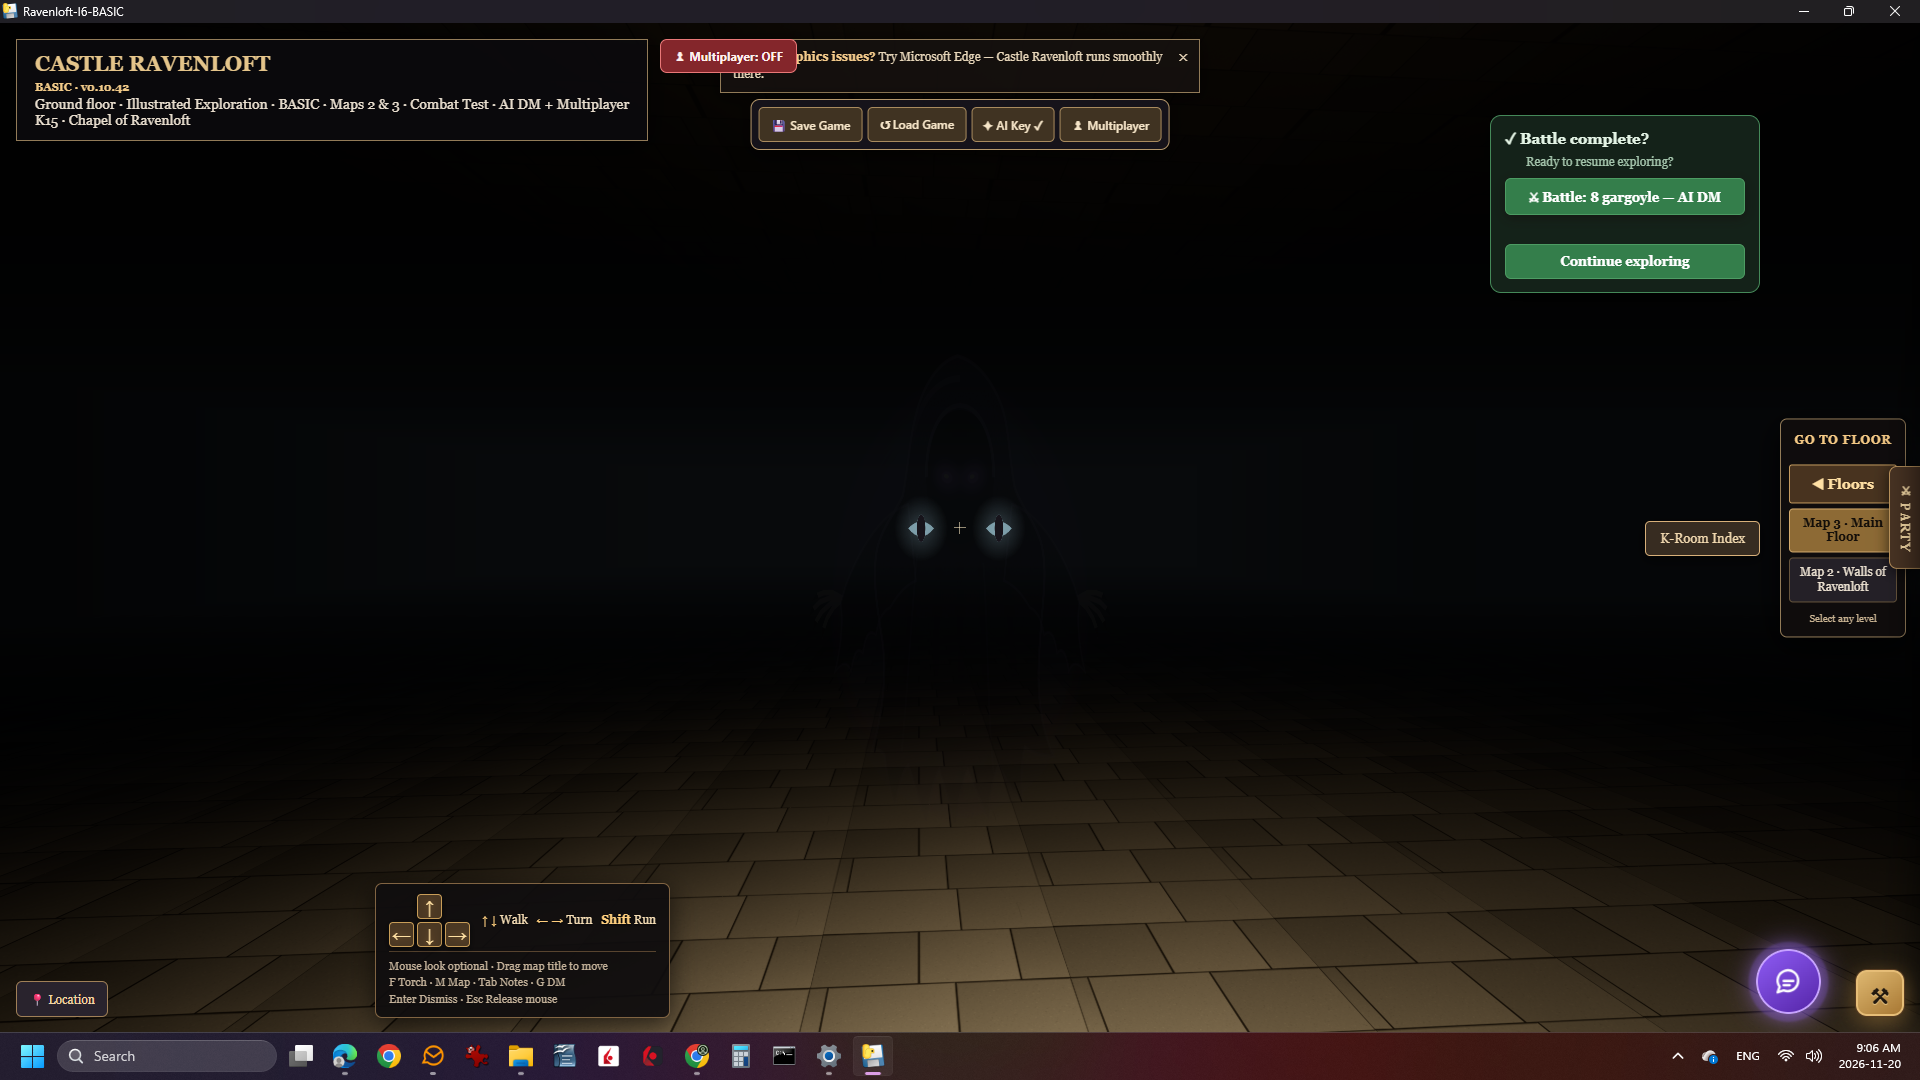 Ravenloft-I6-BASIC
CASTLE RAVENLOFT
BASIC · v0.10.42
Ground floor · Illustrated Exploration · BASIC · Maps 2 & 3 · Combat Test · AI DM + Multiplayer
K15 · Chapel of Ravenloft
Multiplayer: OFF
phics issues? Try Microsoft Edge — Castle Ravenloft runs smoothly
there.
Save Game
Load Game
AI Key ✓
Multiplayer
✓ Battle complete?
Ready to resume exploring?
Battle: 8 gargoyle — AI DM
Continue exploring
GO TO FLOOR
◀ Floors
Map 3 · Main
Floor
Map 2 · Walls of
Ravenloft
Select any level
PARTY
K-Room Index
↑
← ↓ →
↑↓ Walk ←→ Turn Shift Run
Mouse look optional · Drag map title to move
F Torch · M Map · Tab Notes · G DM
Enter Dismiss · Esc Release mouse
Location
Search
ENG
9:06 AM
2026-11-20